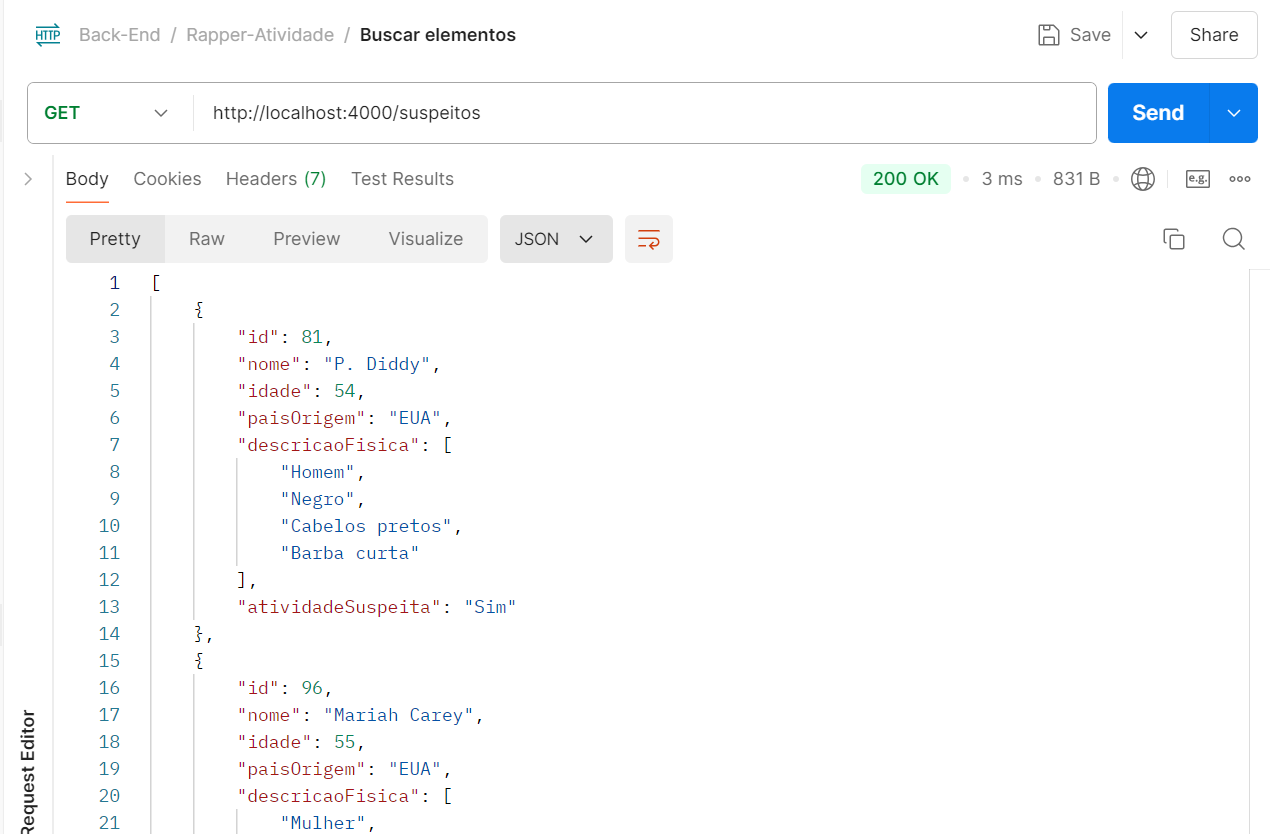 HTTP Back-End / Rapper-Atividade / Buscar elementos
Save
Share
GET
http://localhost:4000/suspeitos
Send
Body Cookies Headers (7) Test Results
200 OK 3 ms 831 B e.g.
Pretty Raw Preview Visualize JSON
1 [
2 {
3 "id": 81,
4 "nome": "P. Diddy",
5 "idade": 54,
6 "paisOrigem": "EUA",
7 "descricaoFisica": [
8 "Homem",
9 "Negro",
10 "Cabelos pretos",
11 "Barba curta"
12 ],
13 "atividadeSuspeita": "Sim"
14 },
15 {
16 "id": 96,
17 "nome": "Mariah Carey",
18 "idade": 55,
19 "paisOrigem": "EUA",
20 "descricaoFisica": [
21 "Mulher",
Request Editor